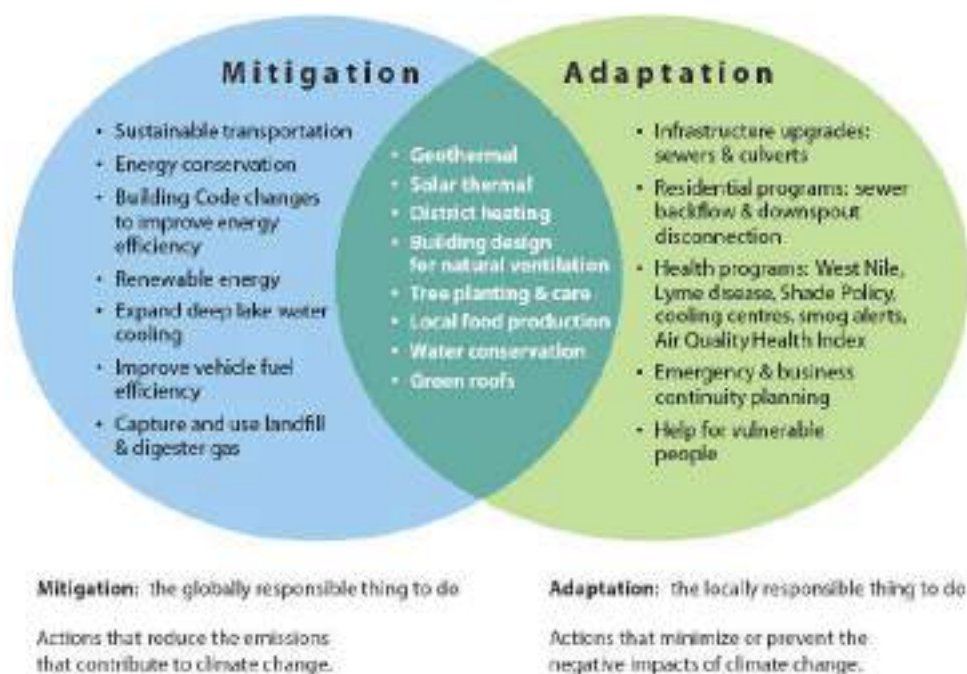 Mitigation
• Sustainable transportation
• Energy conservation
• Building Code changes
to improve energy
efficiency
• Renewable energy
• Expand deep lake water
cooling
• Improve vehicle fuel
efficiency
• Capture and use landfill
& digester gas
• Geothermal
• Solar thermal
• District heating
• Building design
for natural ventilation
• Tree planting & care
• Local food production
• Water conservation
• Green roofs
Adaptation
• Infrastructure upgrades:
sewers & culverts
• Residential programs: sewer
backflow & downspout
disconnection
• Health programs: West Nile,
Lyme disease, Shade Policy,
cooling centres, smog alerts,
Air Quality Health Index
• Emergency & business
continuity planning
• Help for vulnerable
people
Mitigation: the globally responsible thing to do
Actions that reduce the emissions
that contribute to climate change.
Adaptation: the locally responsible thing to do
Actions that minimize or prevent the
negative impacts of climate change.